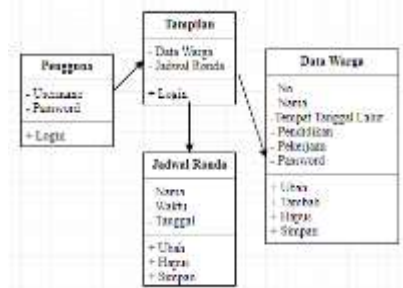 Pengguna
- Username
- Password
+ Login
Tampilan
- Data Warga
- Jadwal Ronda
+ Login
Jadwal Ronda
Nama
Waktu
- Tanggal
+ Ubah
+ Hapus
+ Simpan
Data Warga
No
Nama
- Tempat Tanggal Lahir
- Pendidikan
- Pekerjaan
- Password
+ Ubah
+ Tambah
+ Hapus
+ Simpan